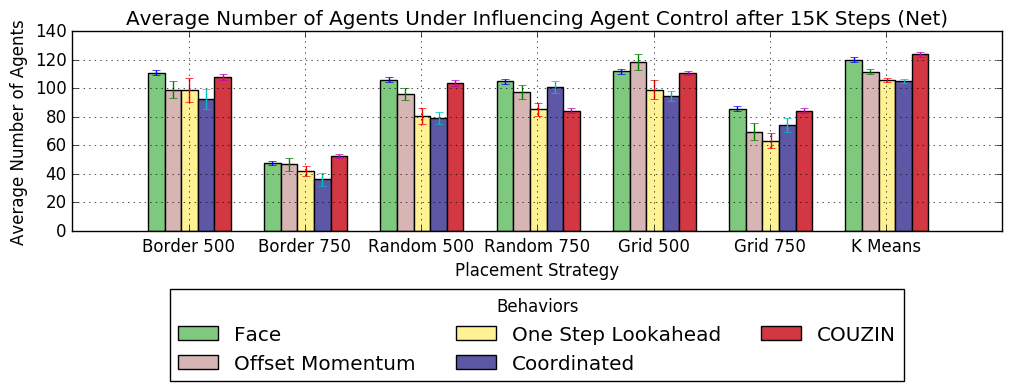 Average Number of Agents Under Influencing Agent Control after 15K Steps (Net)
Average Number of Agents
140
120
100
80
60
40
20
0
Border 500 Border 750 Random 500 Random 750 Grid 500 Grid 750 K Means
Placement Strategy
Behaviors
Face One Step Lookahead COUZIN
Offset Momentum Coordinated